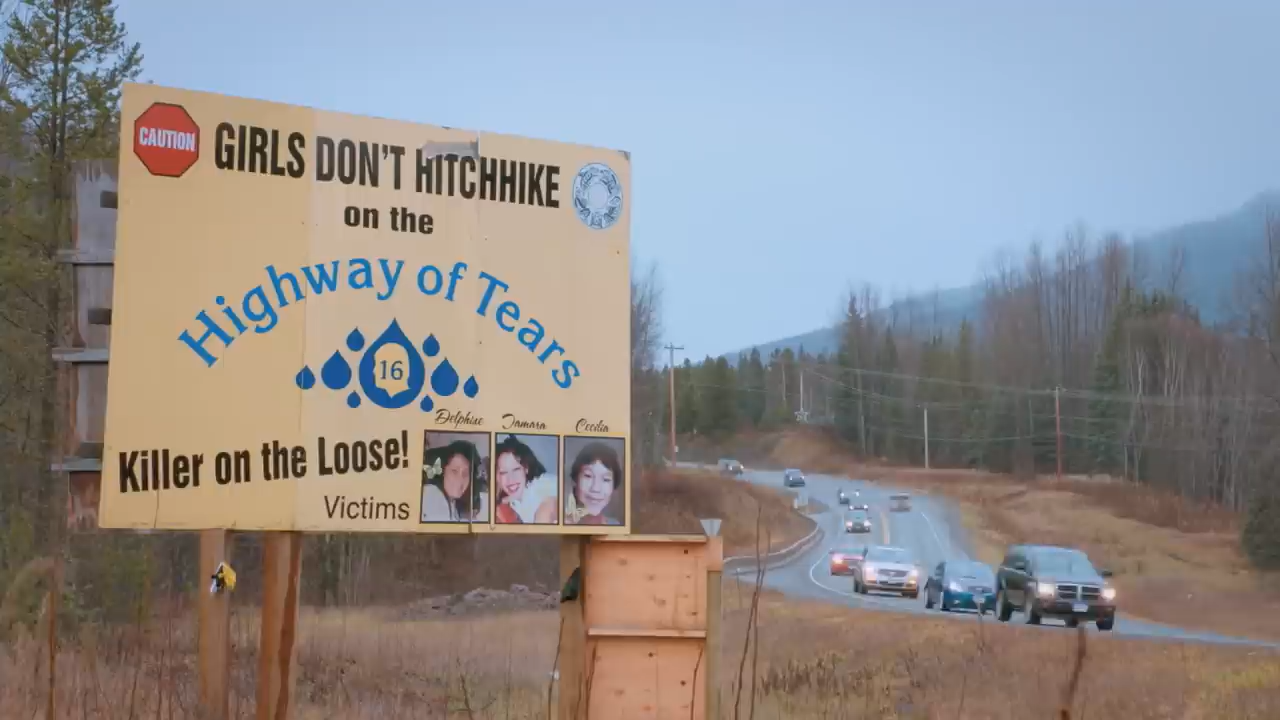 CAUTION
GIRLS DON'T HITCHHIKE
on the
Highway of Tears
16
Killer on the Loose!
Victims
Delphine Tamara Cecilia